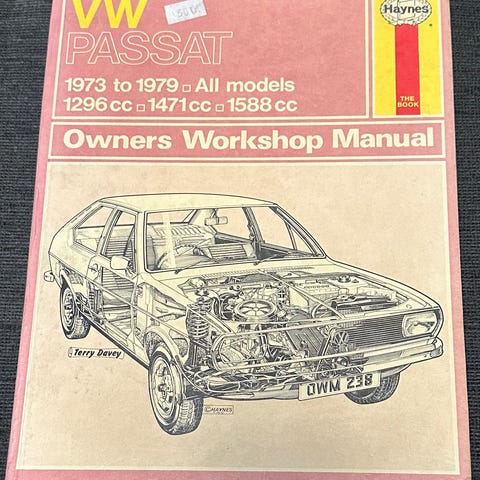 VW
PASSAT
1973 to 1979 ▫ All models
1296 cc ▫ 1471 cc ▫ 1588 cc
Haynes
THE
BOOK
Owners Workshop Manual
Terry Davey
OWM 238
© HAYNES